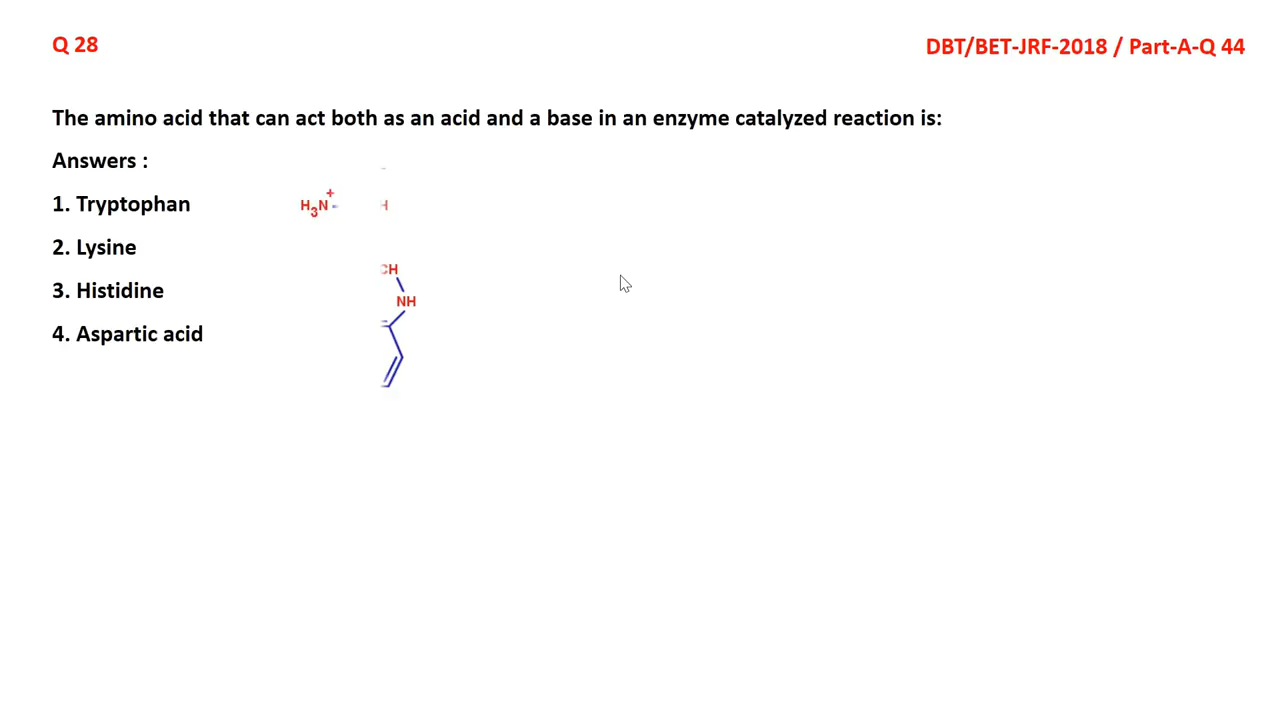 Q 28
DBT/BET-JRF-2018 / Part-A-Q 44
The amino acid that can act both as an acid and a base in an enzyme catalyzed reaction is:
Answers :
1. Tryptophan
H3N+
H
2. Lysine
CH
3. Histidine
NH
4. Aspartic acid